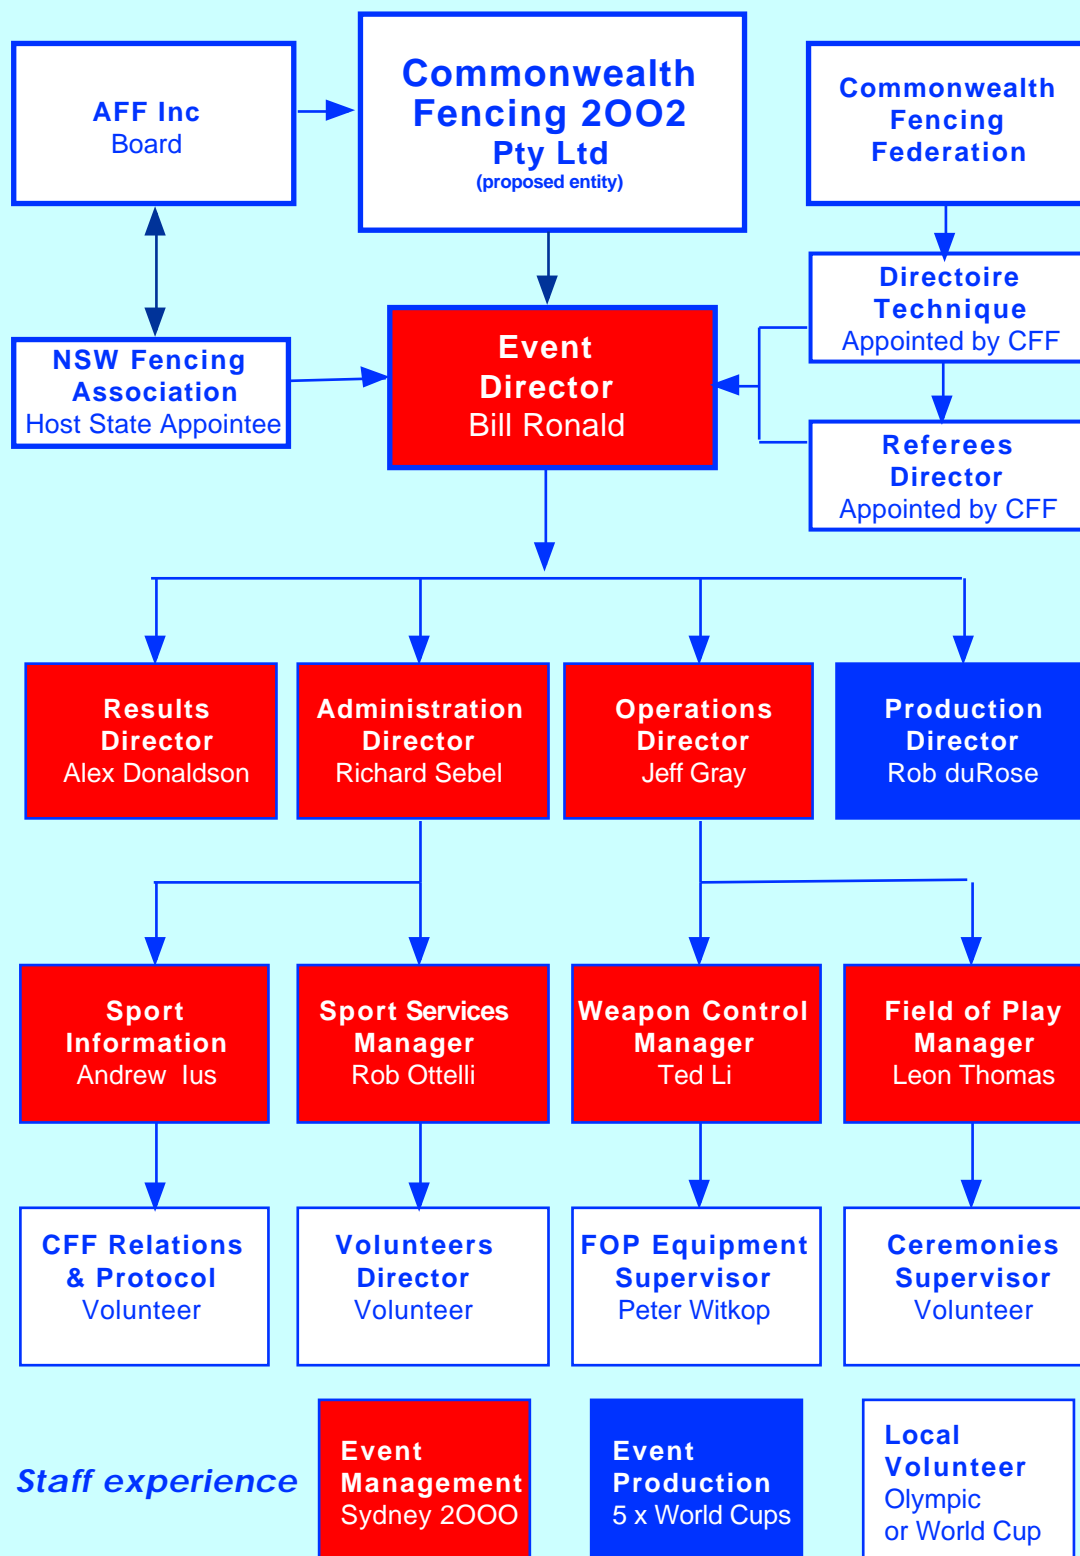 AFF Inc
Board
Commonwealth
Fencing 2OO2
Pty Ltd
(proposed entity)
Commonwealth
Fencing
Federation
Directoire
Technique
Appointed by CFF
NSW Fencing
Association
Host State Appointee
Event
Director
Bill Ronald
Referees
Director
Appointed by CFF
Results
Director
Alex Donaldson
Administration
Director
Richard Sebel
Operations
Director
Jeff Gray
Production
Director
Rob duRose
Sport
Information
Andrew Ius
Sport Services
Manager
Rob Ottelli
Weapon Control
Manager
Ted Li
Field of Play
Manager
Leon Thomas
CFF Relations
& Protocol
Volunteer
Volunteers
Director
Volunteer
FOP Equipment
Supervisor
Peter Witkop
Ceremonies
Supervisor
Volunteer
Staff experience
Event
Management
Sydney 2OOO
Event
Production
5 x World Cups
Local
Volunteer
Olympic
or World Cup